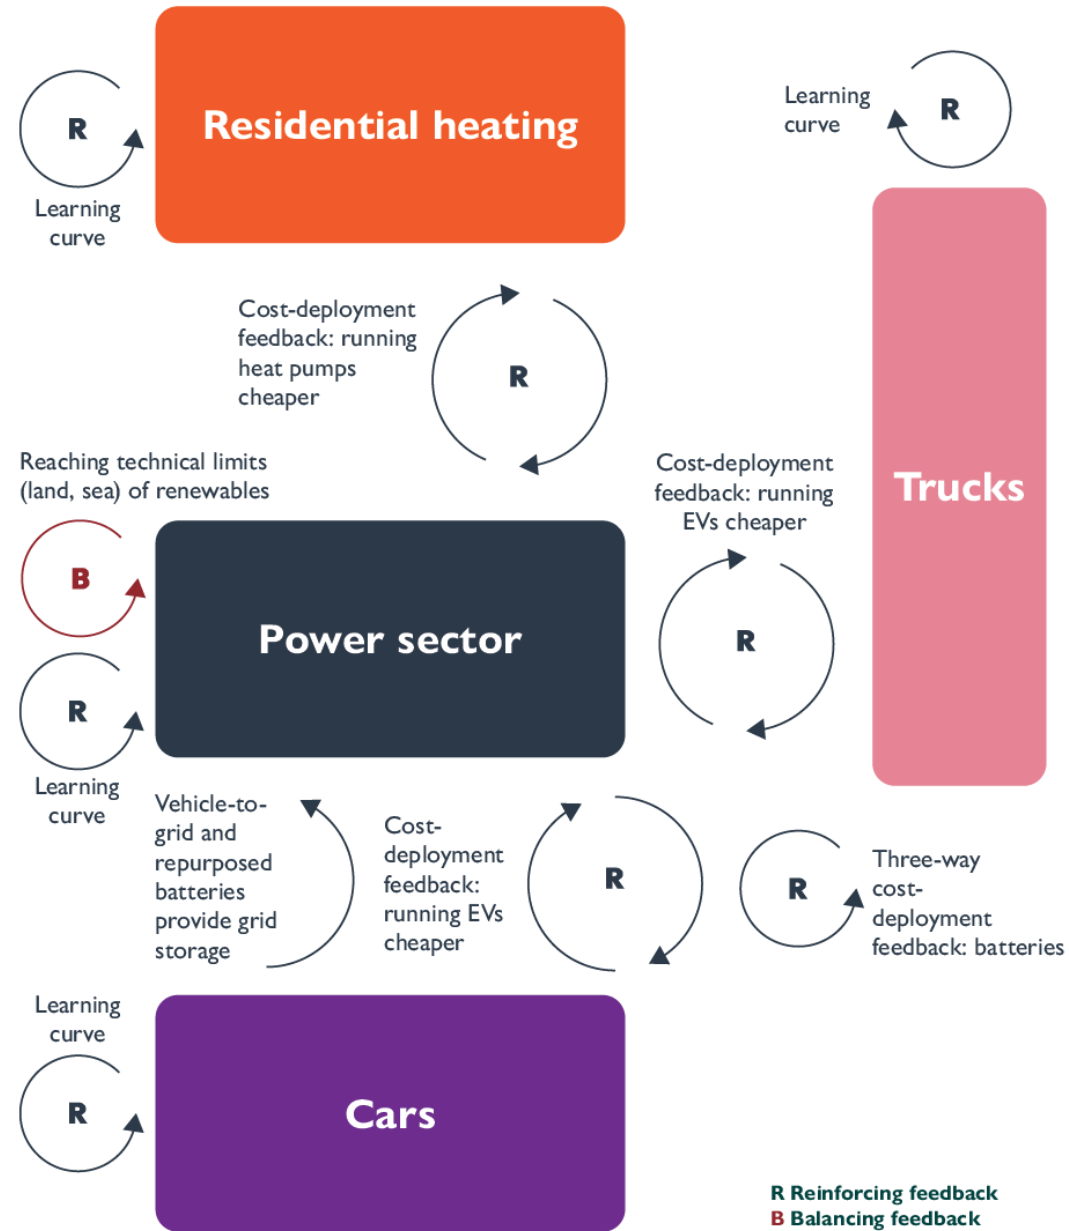 Residential heating
R
Learning
curve
Learning
curve
R
Cost-deployment
feedback: running
heat pumps
cheaper
R
Trucks
Reaching technical limits
(land, sea) of renewables
B
Cost-deployment
feedback: running
EVs cheaper
R
Power sector
R
Learning
curve
Vehicle-to-
grid and
repurposed
batteries
provide grid
storage
Cost-
deployment
feedback:
running EVs
cheaper
R
R
Three-way
cost-
deployment
feedback: batteries
Learning
curve
R
Cars
R Reinforcing feedback
B Balancing feedback